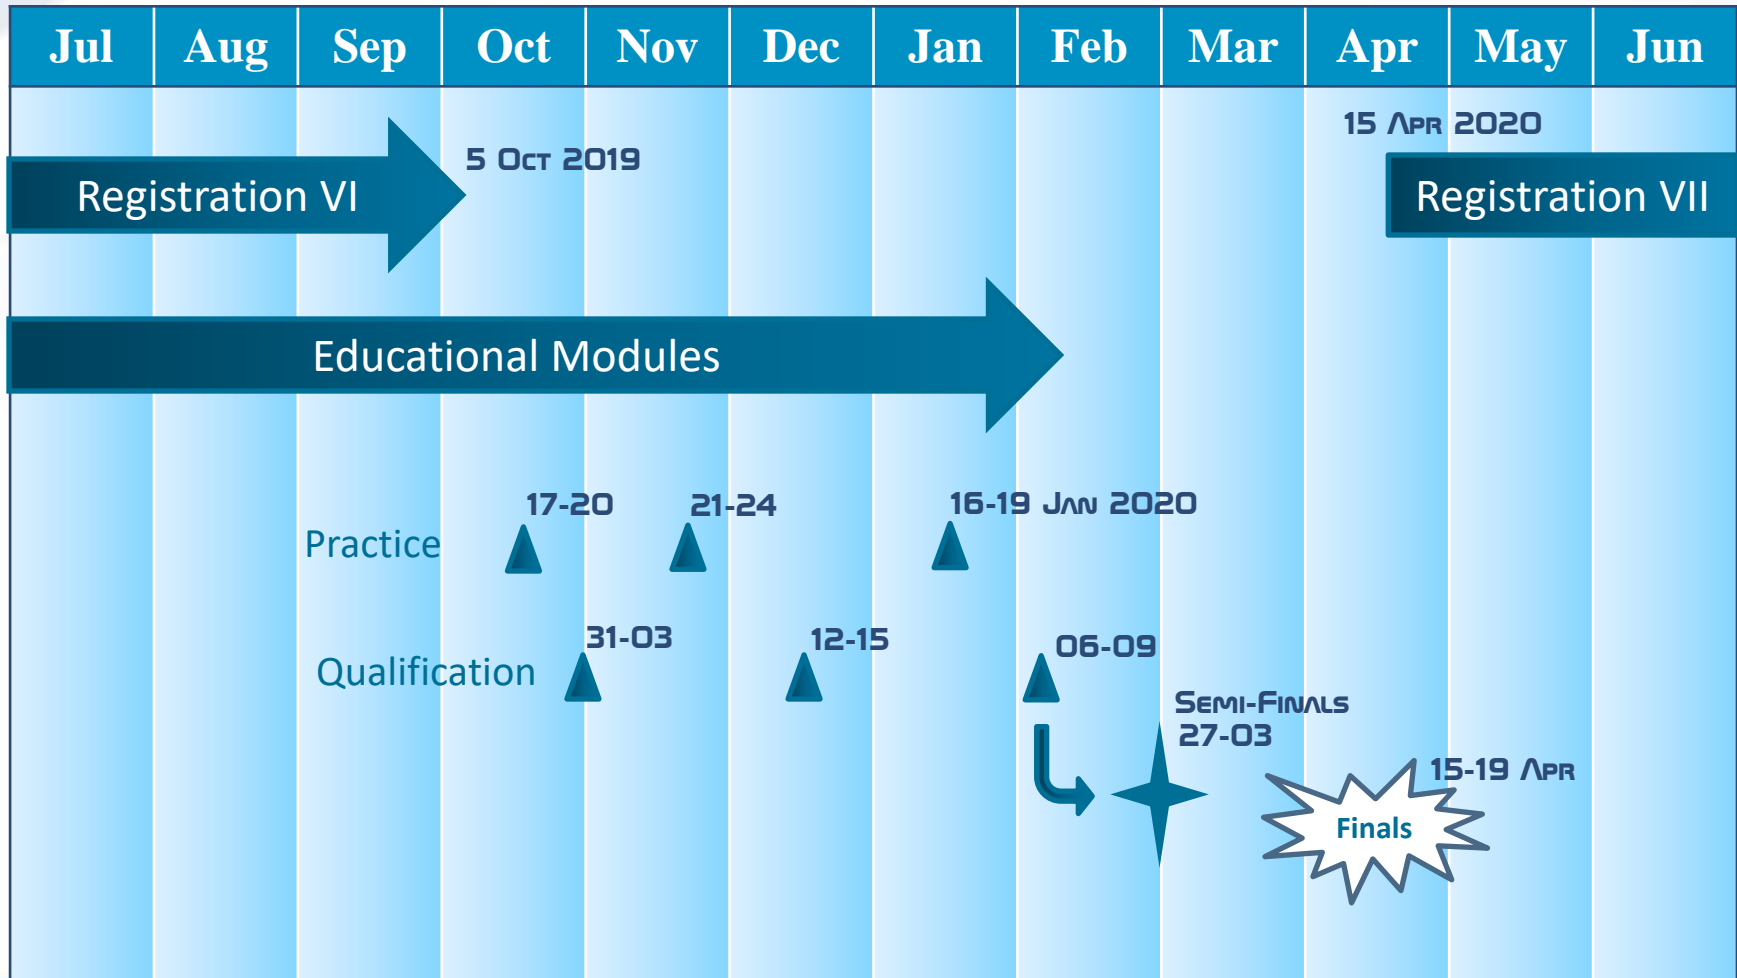 Jul Aug Sep Oct Nov Dec Jan Feb Mar Apr May Jun
15 Apr 2020
5 Oct 2019
Registration VI
Registration VII
Educational Modules
17-20
21-24
16-19 Jan 2020
Practice
31-03
12-15
06-09
Qualification
Semi-Finals
27-03
15-19 Apr
Finals